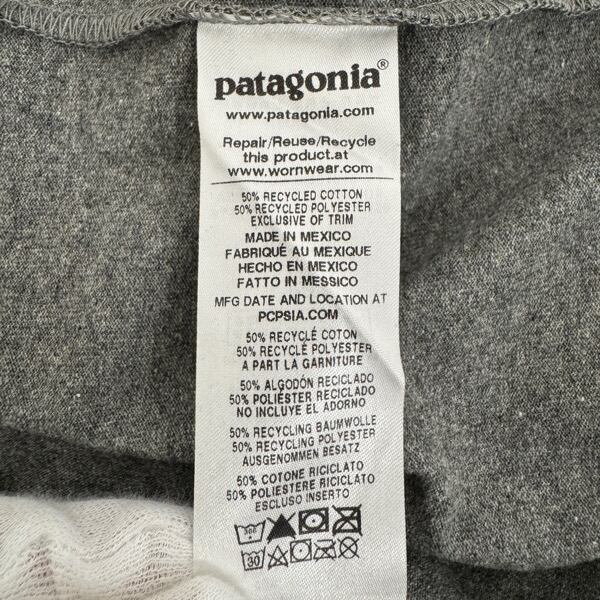 patagonia®
www.patagonia.com
Repair/Reuse/Recycle
this product.at
www.wornwear.com
50% RECYCLED COTTON
50% RECYCLED POLYESTER
EXCLUSIVE OF TRIM
MADE IN MEXICO
FABRIQUÉ AU MEXIQUE
HECHO EN MEXICO
FATTO IN MESSICO
MFG DATE AND LOCATION AT
PCPSIA.COM
50% RECYCLÉ COTON
50% RECYCLÉ POLYESTER
A PART LA GARNITURE
50% ALGODÓN RECICLADO
50% POLIÉSTER RECICLADO
NO INCLUYE EL ADORNO
50% RECYCLING BAUMWOLLE
50% RECYCLING POLYESTER
AUSGENOMMEN BESATZ
50% COTONE RICICLATO
50% POLIESTERE RICICLATO
ESCLUSO INSERTO
30